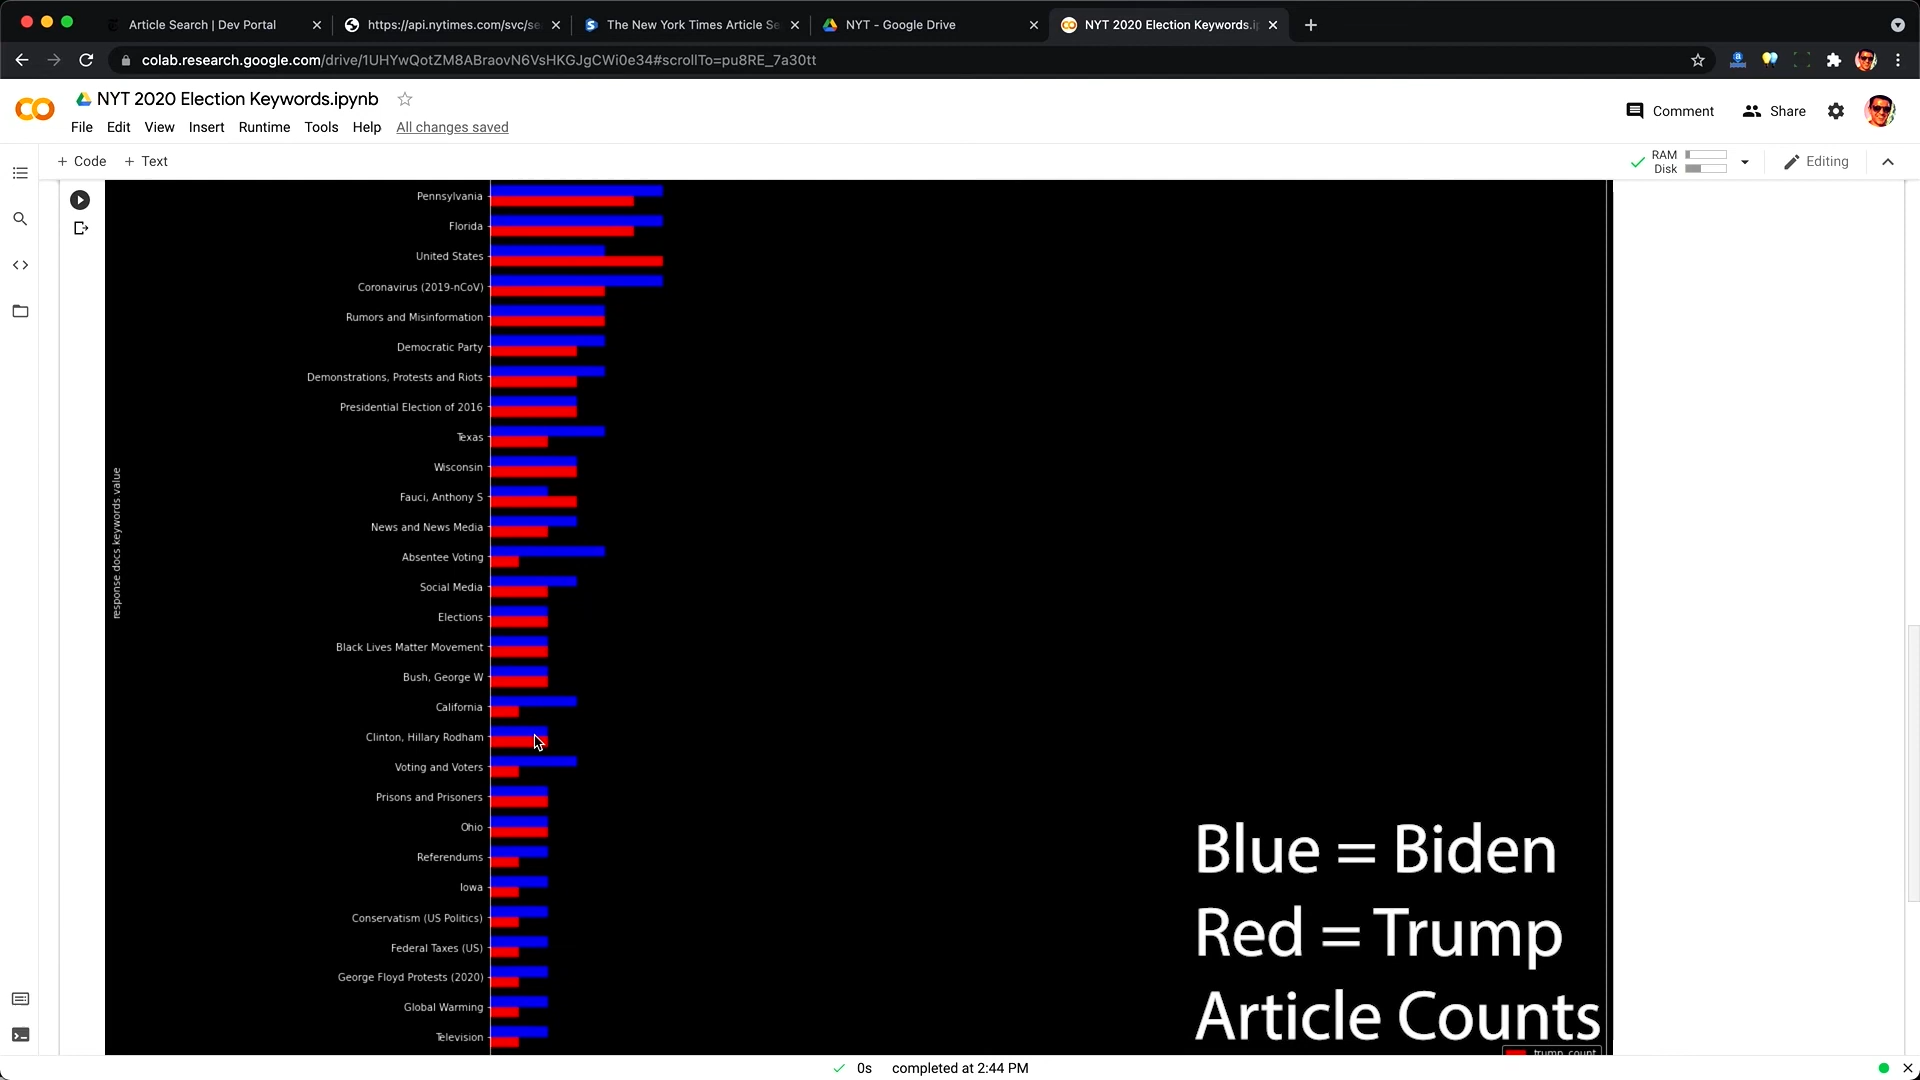 Article Search | Dev Portal
https://api.nytimes.com/svc/se
The New York Times Article Se
NYT - Google Drive
NYT 2020 Election Keywords.i
colab.research.google.com/drive/1UHYwQotZM8ABraovN6VsHKGJgCWi0e34#scrollTo=pu8RE_7a30tt
NYT 2020 Election Keywords.ipynb
Comment
Share
File Edit View Insert Runtime Tools Help All changes saved
+ Code + Text
RAM
Disk
Editing
Pennsylvania
Florida
United States
Coronavirus (2019-nCoV)
Rumors and Misinformation
Democratic Party
Demonstrations, Protests and Riots
Presidential Election of 2016
Texas
Wisconsin
Fauci, Anthony S
News and News Media
Absentee Voting
Social Media
Elections
Black Lives Matter Movement
Bush, George W
California
Clinton, Hillary Rodham
Voting and Voters
Prisons and Prisoners
Ohio
Referendums
Iowa
Conservatism (US Politics)
Federal Taxes (US)
George Floyd Protests (2020)
Global Warming
Television
response.docs.keywords.value
Blue = Biden
Red = Trump
Article Counts
trump_count
0s completed at 2:44 PM